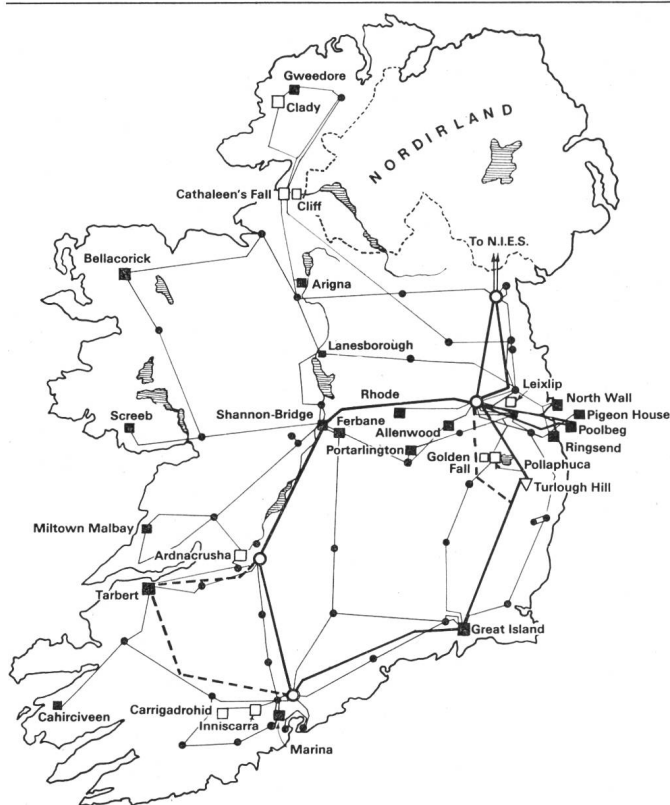 Gweedore
Clady
NORDIRLAND
Cathaleen's Fall
Cliff
To N.I.E.S.
Bellacorick
Arigna
Lanesborough
Leixlip
Rhode
North Wall
Screeb
Shannon-Bridge
Ferbane
Allenwood
Pigeon House
Poolbeg
Portarlington
Golden
Fall
Ringsend
Pollaphuca
Turlough Hill
Miltown Malbay
Ardnacrusha
Tarbert
Great Island
Carrigadrohid
Cahirciveen
Inniscarra
Marina